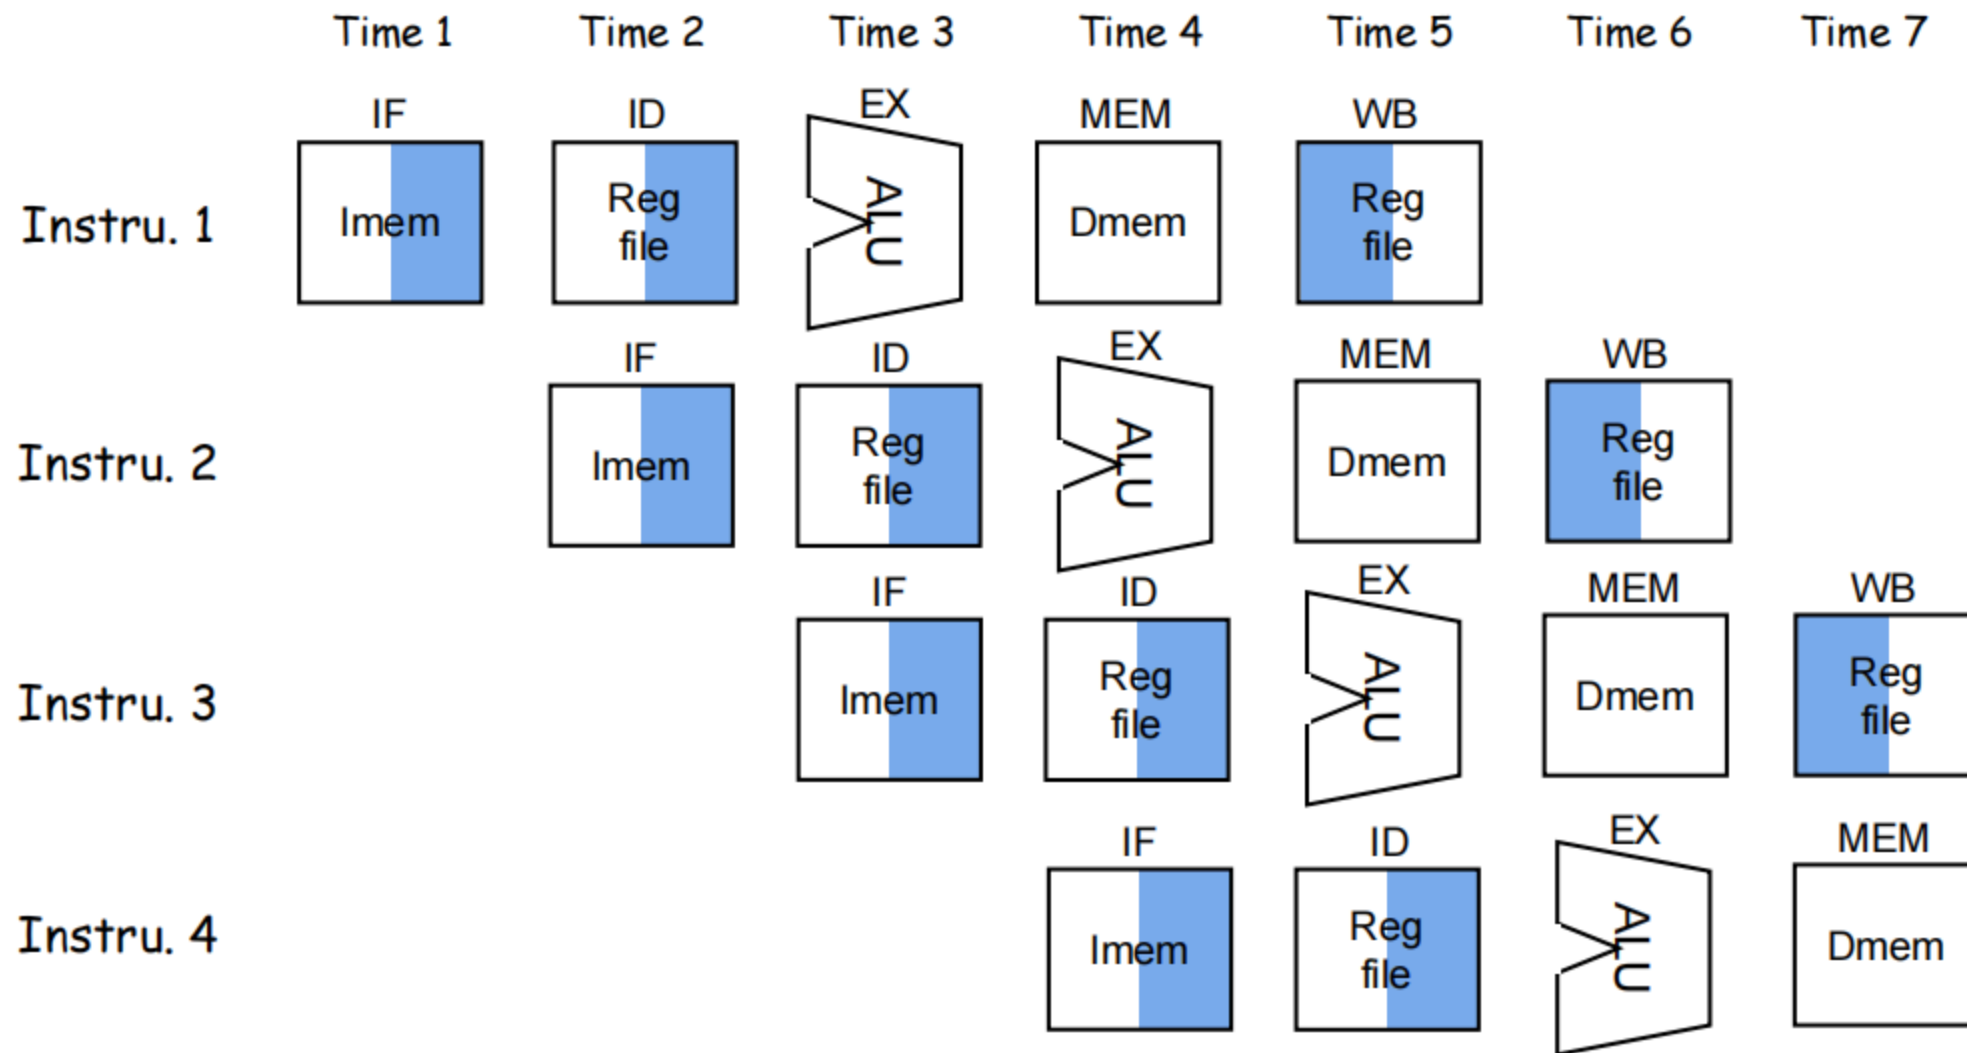 Time 1 Time 2 Time 3 Time 4 Time 5 Time 6 Time 7
IF ID EX MEM WB
Instru. 1 Imem Reg file ALU Dmem Reg file
IF ID EX MEM WB
Instru. 2 Imem Reg file ALU Dmem Reg file
IF ID EX MEM WB
Instru. 3 Imem Reg file ALU Dmem Reg file
IF ID EX MEM
Instru. 4 Imem Reg file ALU Dmem